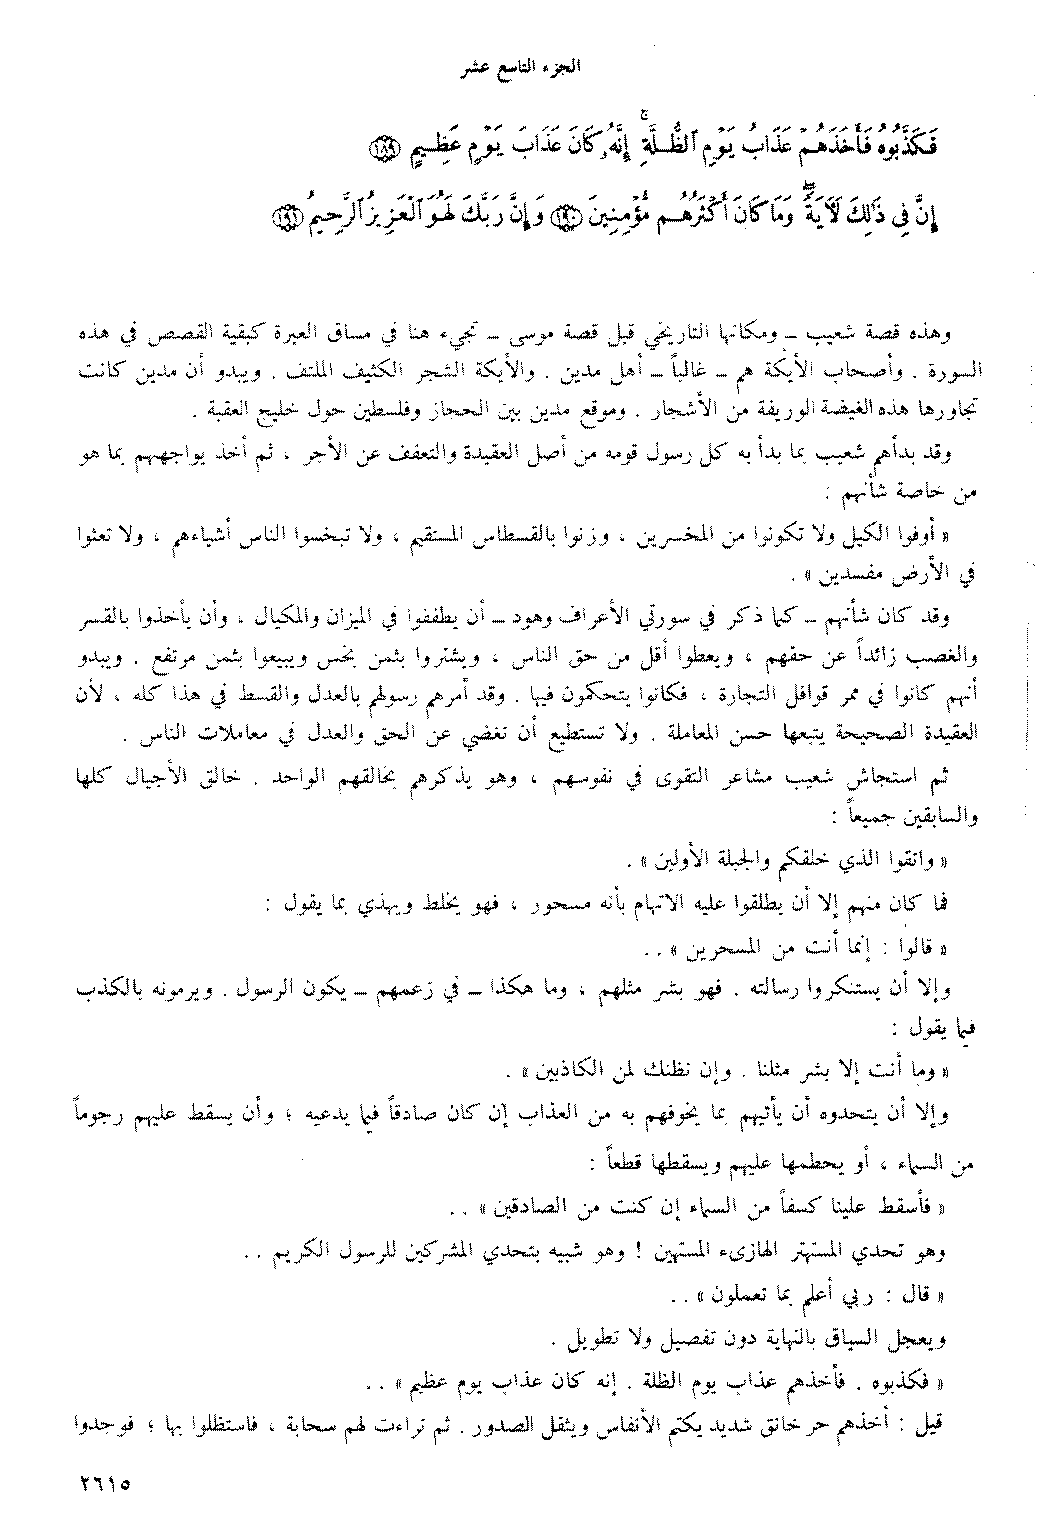 الجزء التاسع عشر
فَكَذَّبُوهُ فَأَخَذَهُمْ عَذَابُ يَوْمِ ٱلظُّلَّةِ ۚ إِنَّهُۥ كَانَ عَذَابَ يَوْمٍ عَظِيمٍ ١٨٩
إِنَّ فِى ذَٰلِكَ لَءَايَةً ۖ وَمَا كَانَ أَكْثَرُهُم مُّؤْمِنِينَ ١٩٠ وَإِنَّ رَبَّكَ لَهُوَ ٱلْعَزِيزُ ٱلرَّحِيمُ ١٩١
وهذه قصة شعيب – ومكانها التاريخي قبل قصة موسى – تجيء هنا في مساق العبرة كبقية القصص في هذه
السورة . وأصحاب الأيكة هم – غالباً – أهل مدين . والأيكة الشجر الكثيف الملتف . ويبدو أن مدين كانت
تجاورها هذه الغيضة الوريفة من الأشجار . وموقع مدين بين الحجاز وفلسطين حول خليج العقبة .
وقد بدأهم شعيب بما بدأ به كل رسول قومه من أصل العقيدة والتعفف عن الأجر ، ثم أخذ يواجههم بما هو
من خاصة شأنهم :
« أوفوا الكيل ولا تكونوا من المخسرين ، وزنوا بالقسطاس المستقيم ، ولا تبخسوا الناس أشياءهم ، ولا تعثوا
في الأرض مفسدين » .
وقد كان شأنهم – كما ذكر في سورتي الأعراف وهود – أن يطففوا في الميزان والمكيال ، وأن يأخذوا بالقسر
والغصب زائداً عن حقهم ، ويعطوا أقل من حق الناس ، ويشتروا بثمن بخس ويبيعوا بثمن مرتفع . ويبدو
أنهم كانوا في ممر قوافل التجارة ، فكانوا يتحكمون فيها . وقد أمرهم رسولهم بالعدل والقسط في هذا كله ، لأن
العقيدة الصحيحة يتبعها حسن المعاملة . ولا تستطيع أن تغضي عن الحق والعدل في معاملات الناس .
ثم استجاش شعيب مشاعر التقوى في نفوسهم ، وهو يذكرهم بخالقهم الواحد . خالق الأجيال كلها
والسابقين جميعاً :
« واتقوا الذي خلقكم والجبلة الأولين » .
فما كان منهم إلا أن يطلقوا عليه الاتهام بأنه مسحور ، فهو يخلط ويهذي بما يقول :
« قالوا : إنما أنت من المسحرين » . .
وإلا أن يستنكروا رسالته . فهو بشر مثلهم ، وما هكذا – في زعمهم – يكون الرسول . ويرمونه بالكذب
فيما يقول :
« وما أنت إلا بشر مثلنا . وإن نظنك لمن الكاذبين » .
وإلا أن يتحدوه أن يأتيهم بما يخوفهم به من العذاب إن كان صادقاً فيما يدعيه ؛ وأن يسقط عليهم رجوماً
من السماء ، أو يحطمها عليهم ويسقطها قطعاً :
« فأسقط علينا كسفاً من السماء إن كنت من الصادقين » . .
وهو تحدي المستهتر الهازىء المستهين ! وهو شبيه بتحدي المشركين للرسول الكريم . .
« قال : ربي أعلم بما تعملون » . .
ويعجل السياق بالنهاية دون تفصيل ولا تطويل .
« فكذبوه . فأخذهم عذاب يوم الظلة . إنه كان عذاب يوم عظيم » . .
قيل : أخذهم حر خانق شديد يكتم الأنفاس ويثقل الصدور . ثم تراءت لهم سحابة ، فاستظلوا بها ؛ فوجدوا
٢٦١٥